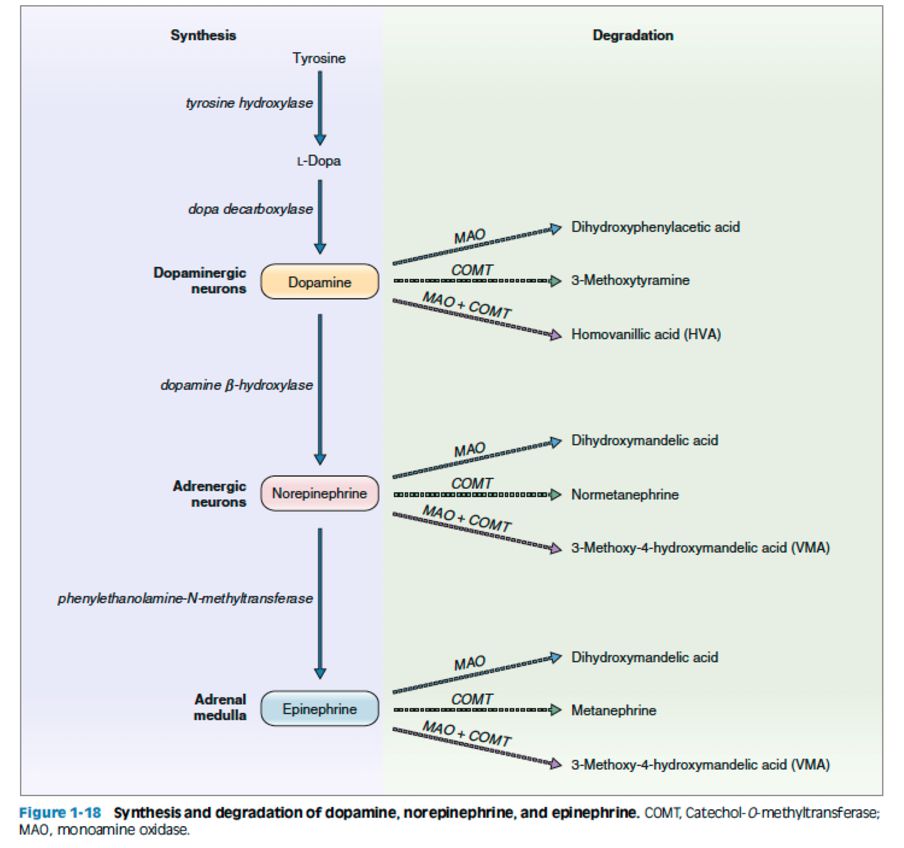 Synthesis
Degradation
Tyrosine
tyrosine hydroxylase
L-Dopa
dopa decarboxylase
Dopaminergic
neurons
Dopamine
MAO
Dihydroxyphenylacetic acid
COMT
3-Methoxytyramine
MAO + COMT
Homovanillic acid (HVA)
dopamine β-hydroxylase
Adrenergic
neurons
Norepinephrine
MAO
Dihydroxymandelic acid
COMT
Normetanephrine
MAO + COMT
3-Methoxy-4-hydroxymandelic acid (VMA)
phenylethanolamine-N-methyltransferase
Adrenal
medulla
Epinephrine
MAO
Dihydroxymandelic acid
COMT
Metanephrine
MAO + COMT
3-Methoxy-4-hydroxymandelic acid (VMA)
Figure 1-18 Synthesis and degradation of dopamine, norepinephrine, and epinephrine. COMT, Catechol-O-methyltransferase;
MAO, monoamine oxidase.